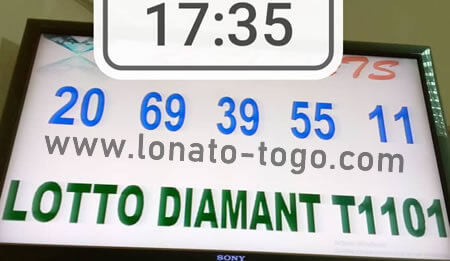 17:35
20 69 39 55 11
www.lonato-togo.com
LOTTO DIAMANT T1101
SONY